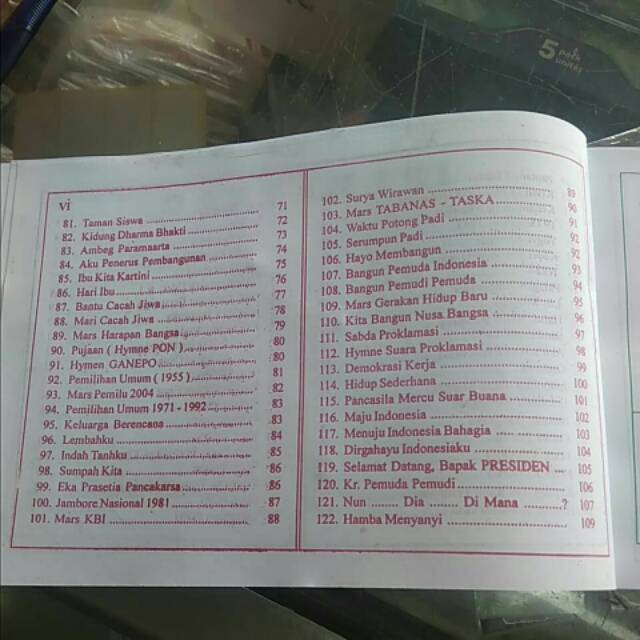 5
vi
81. Taman Siswa ........ 71
82. Kidung Dharma Bhakti ........ 72
83. Ambeg Paramaarta ........ 73
84. Aku Penerus Pembangunan ........ 74
85. Ibu Kita Kartini ........ 75
86. Hari Ibu ........ 76
87. Bantu Cacah Jiwa ........ 77
88. Mari Cacah Jiwa ........ 78
89. Mars Harapan Bangsa ........ 79
90. Pujaan ( Hymne PON ) ........ 80
91. Hymen GANEPO ........ 80
92. Pemilihan Umum ( 1955 ) ........ 81
93. Mars Pemilu 2004 ........ 82
94. Pemilihan Umum 1971 - 1992 ........ 83
95. Keluarga Berencana ........ 83
96. Lembahku ........ 84
97. Indah Tanhku ........ 85
98. Sumpah Kita ........ 86
99. Eka Prasetia Pancakarsa ........ 86
100. Jambore Nasional 1981 ........ 87
101. Mars KBI ........ 88
102. Surya Wirawan ........ 89
103. Mars TABANAS - TASKA ........ 90
104. Waktu Potong Padi ........ 91
105. Serumpun Padi ........ 92
106. Hayo Membangun ........ 92
107. Bangun Pemuda Indonesia ........ 93
108. Bangun Pemudi Pemuda ........ 94
109. Mars Gerakan Hidup Baru ........ 95
110. Kita Bangun Nusa Bangsa ........ 96
111. Sabda Proklamasi ........ 97
112. Hymne Suara Proklamasi ........ 98
113. Demokrasi Kerja ........ 99
114. Hidup Sederhana ........ 100
115. Pancasila Mercu Suar Buana ........ 101
116. Maju Indonesia ........ 102
117. Menuju Indonesia Bahagia ........ 103
118. Dirgahayu Indonesiaku ........ 104
119. Selamat Datang, Bapak PRESIDEN ... 105
120. Kr. Pemuda Pemudi ........ 106
121. Nun ....... Dia ....... Di Mana ........? 107
122. Hamba Menyanyi ........ 109